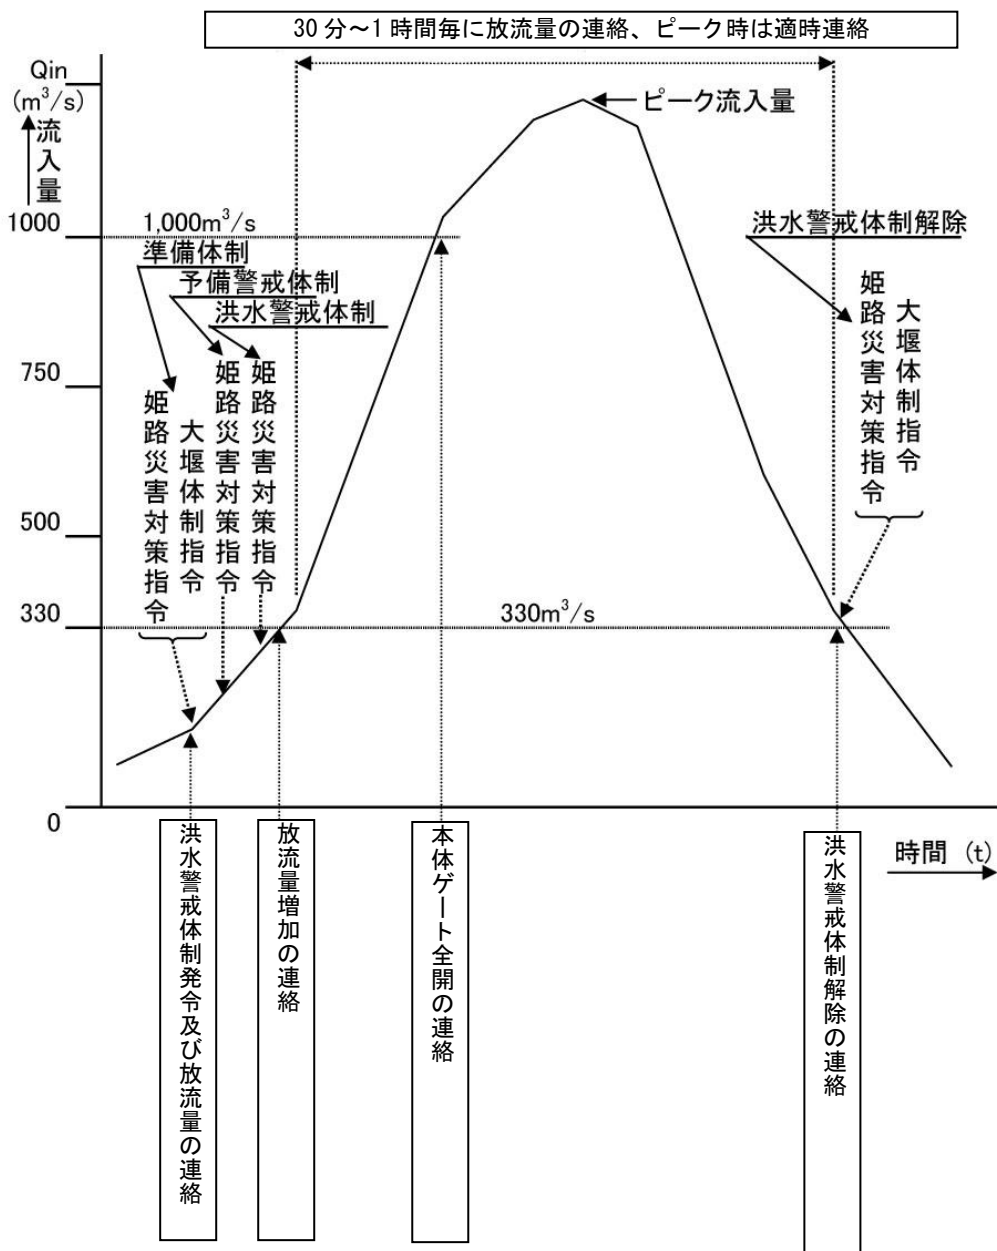 30分～1時間毎に放流量の連絡、ピーク時は適時連絡
Qin
(m³/s)
流入量
ピーク流入量
1000
1,000m³/s
洪水警戒体制解除
準備体制
予備警戒体制
洪水警戒体制
姫路災害対策指令
大堰体制指令
750
姫路災害対策指令
大堰体制指令
姫路災害対策指令
姫路災害対策指令
500
330
330m³/s
0
時間 (t)
洪水警戒体制発令及び放流量の連絡
放流量増加の連絡
本体ゲート全開の連絡
洪水警戒体制解除の連絡